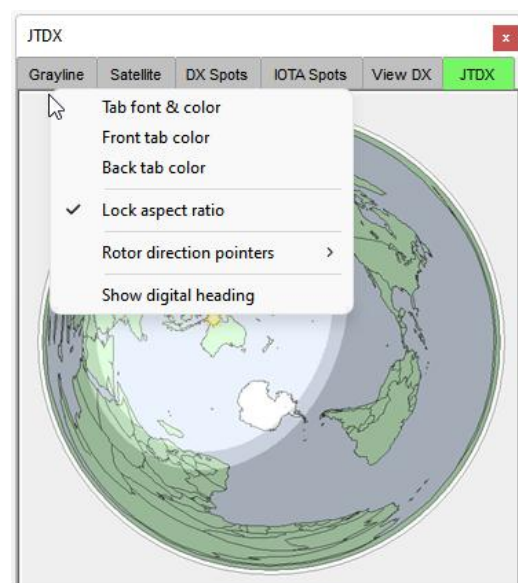 JTDX
x
Grayline Satellite DX Spots IOTA Spots View DX JTDX
Tab font & color
Front tab color
Back tab color
Lock aspect ratio
Rotor direction pointers
Show digital heading